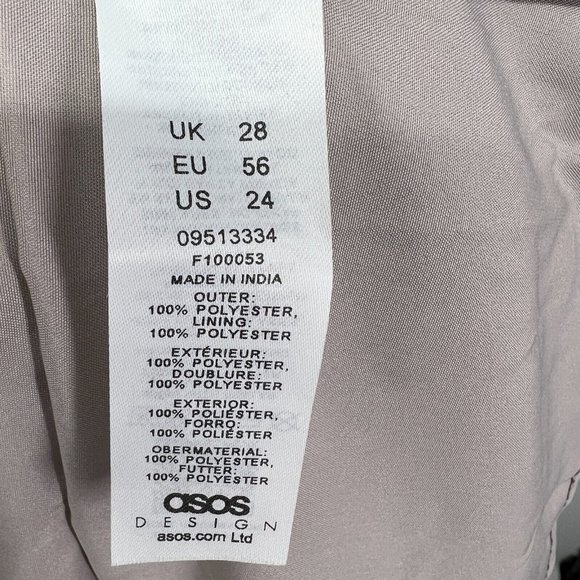 UK 28
EU 56
US 24
09513334
F100053
MADE IN INDIA
OUTER:
100% POLYESTER,
LINING:
100% POLYESTER
EXTÉRIEUR:
100% POLYESTER,
DOUBLURE:
100% POLYESTER
EXTERIOR:
100% POLIÉSTER,
FORRO:
100% POLIÉSTER
OBERMATERIAL:
100% POLYESTER,
FUTTER:
100% POLYESTER
asos
DESIGN
asos.com Ltd